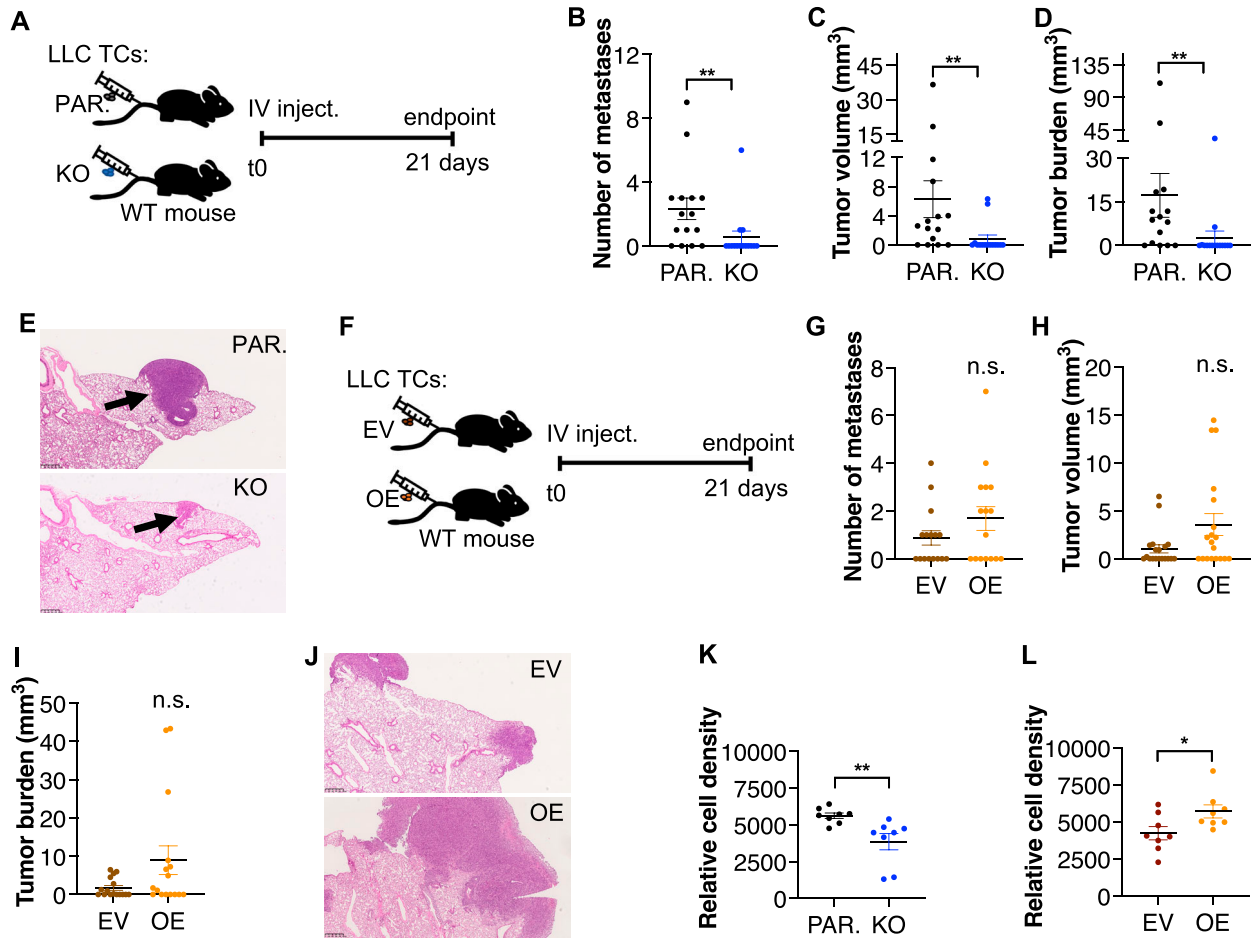 A
LLC TCs:
PAR.
KO
WT mouse
IV inject.
endpoint
t0
21 days
B
Number of metastases
12
8
4
0
**
PAR. KO
C
Tumor volume (mm³)
45
36
30
15
12
8
4
0
**
PAR. KO
D
Tumor burden (mm³)
135
90
45
30
15
0
**
PAR. KO
E
PAR.
KO
F
LLC TCs:
EV
OE
WT mouse
IV inject.
endpoint
t0
21 days
G
Number of metastases
8
6
4
2
0
n.s.
EV OE
H
Tumor volume (mm³)
20
15
10
5
0
n.s.
EV OE
I
Tumor burden (mm³)
50
40
30
20
10
0
n.s.
EV OE
J
EV
OE
K
Relative cell density
10000
7500
5000
2500
0
**
PAR. KO
L
Relative cell density
10000
7500
5000
2500
0
*
EV OE